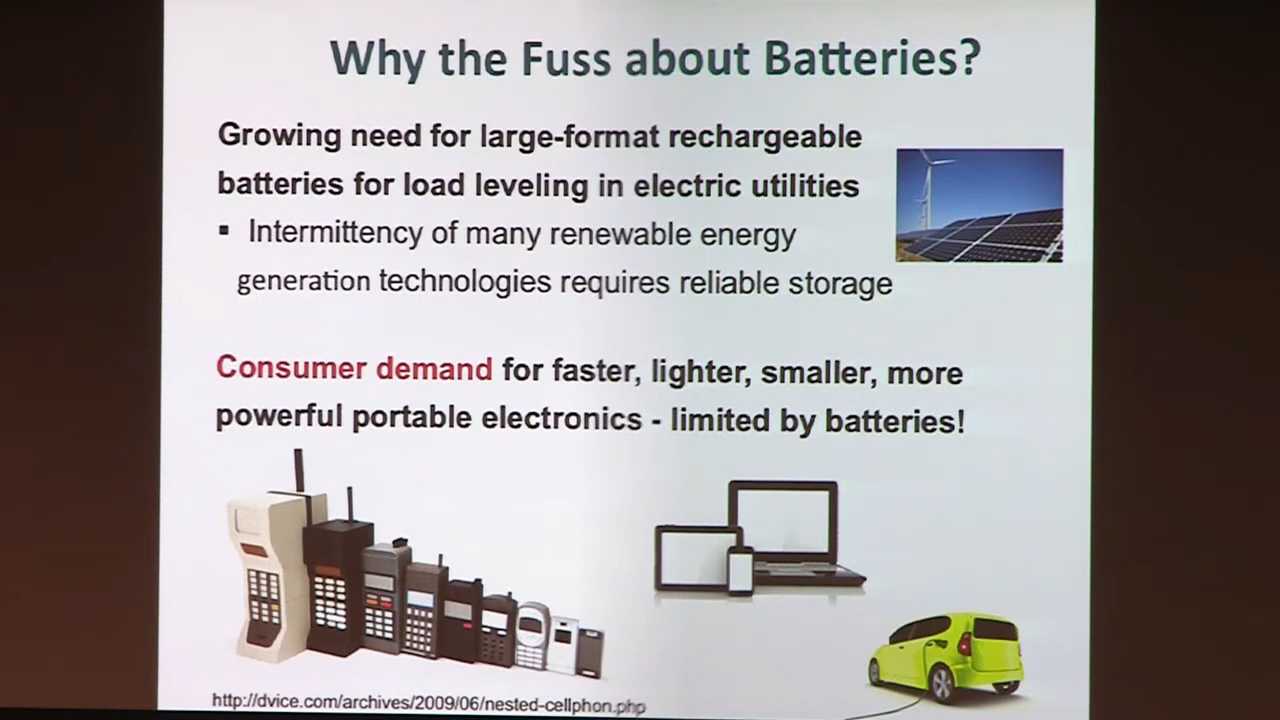 Why the Fuss about Batteries?
Growing need for large-format rechargeable
batteries for load leveling in electric utilities
▪ Intermittency of many renewable energy
generation technologies requires reliable storage
Consumer demand for faster, lighter, smaller, more
powerful portable electronics - limited by batteries!
http://dvice.com/archives/2009/06/nested-cellphon.php